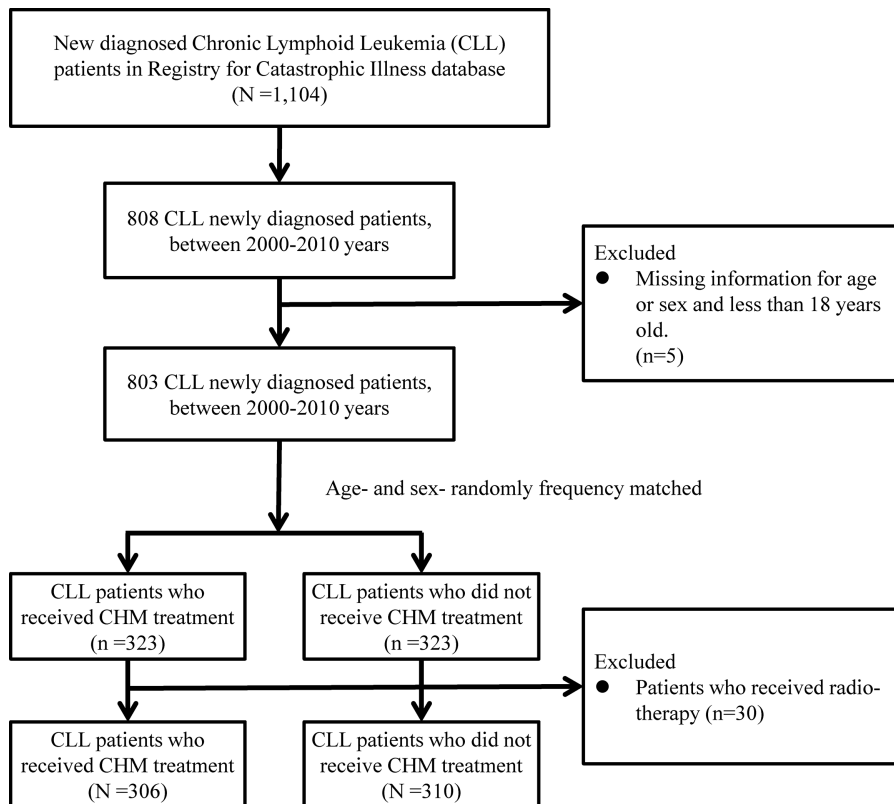 New diagnosed Chronic Lymphoid Leukemia (CLL)
patients in Registry for Catastrophic Illness database
(N =1,104)
808 CLL newly diagnosed patients,
between 2000-2010 years
Excluded
● Missing information for age
or sex and less than 18 years
old.
(n=5)
803 CLL newly diagnosed patients,
between 2000-2010 years
Age- and sex- randomly frequency matched
CLL patients who
received CHM treatment
(n =323)
CLL patients who did not
receive CHM treatment
(n =323)
Excluded
● Patients who received radio-
therapy (n=30)
CLL patients who
received CHM treatment
(N =306)
CLL patients who did not
receive CHM treatment
(N =310)